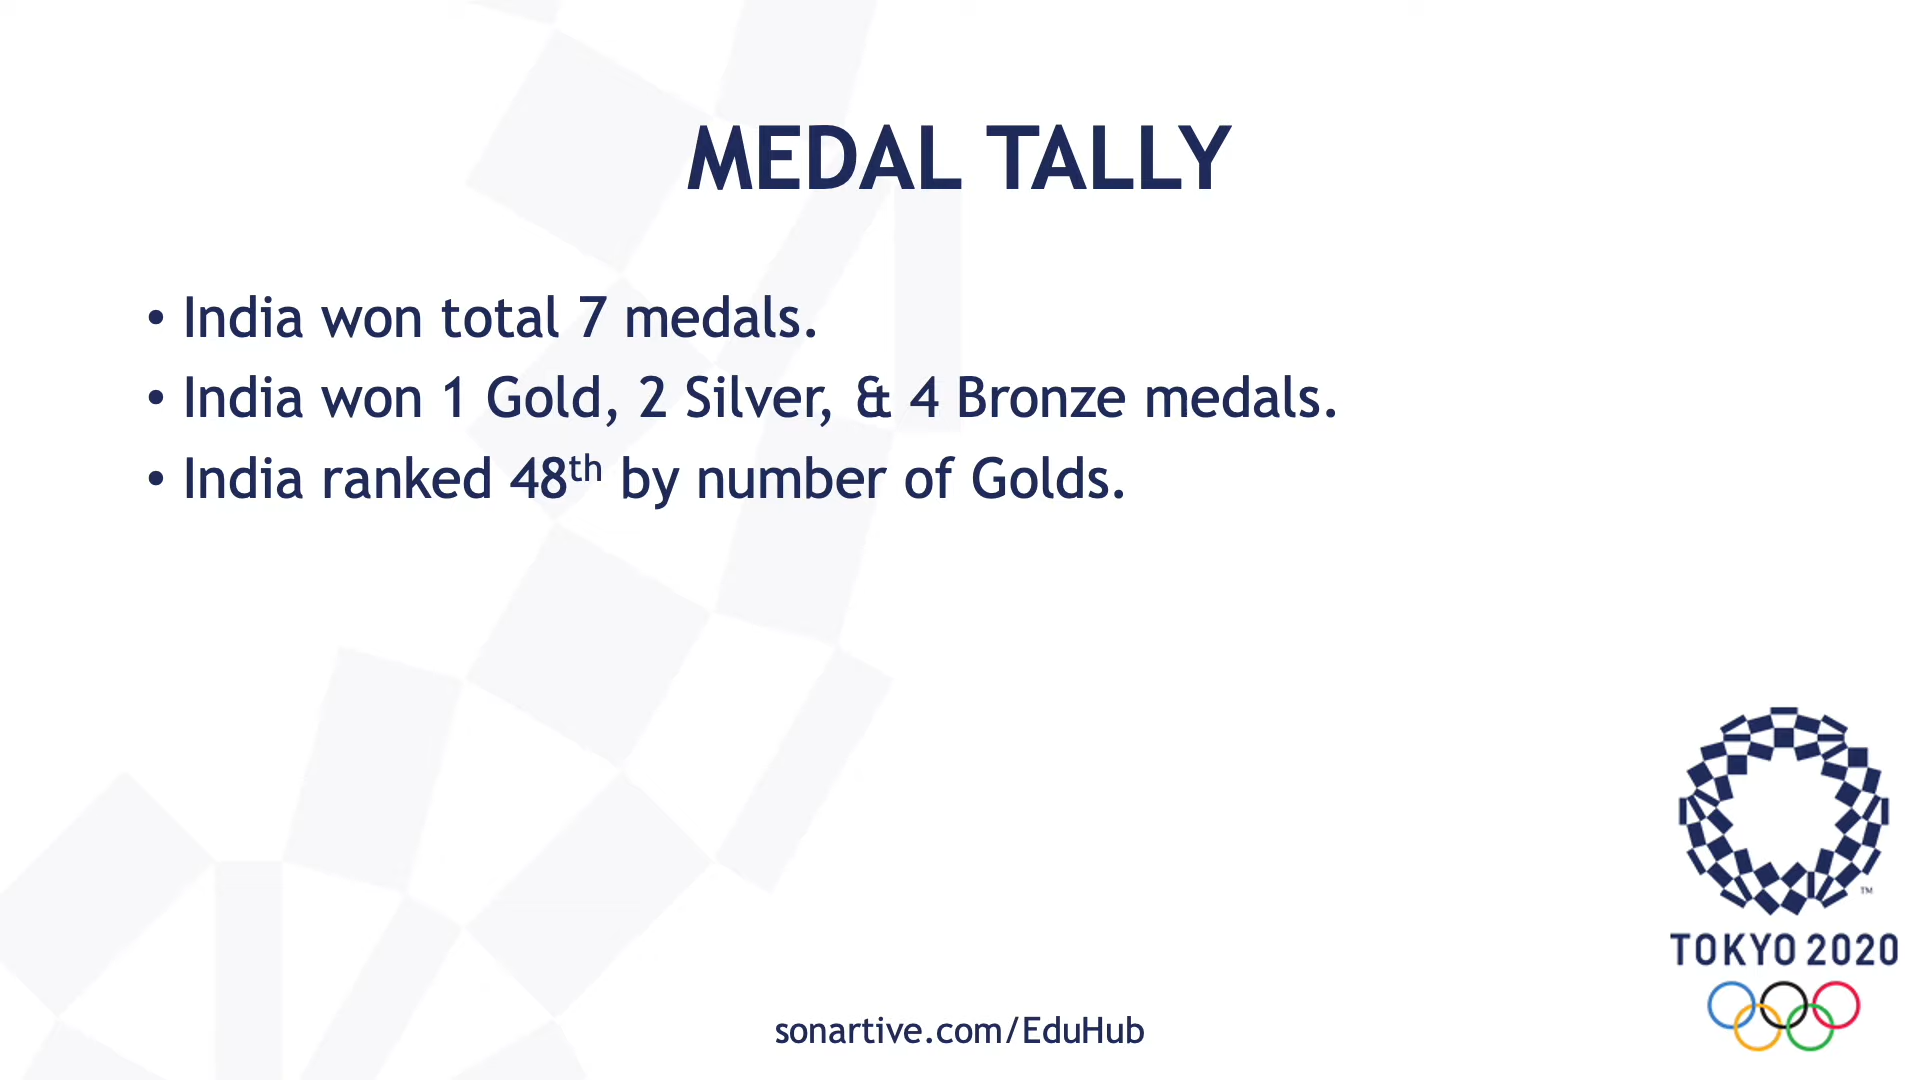 MEDAL TALLY
• India won total 7 medals.
• India won 1 Gold, 2 Silver, & 4 Bronze medals.
• India ranked 48th by number of Golds.
TM
TOKYO 2020
sonartive.com/EduHub